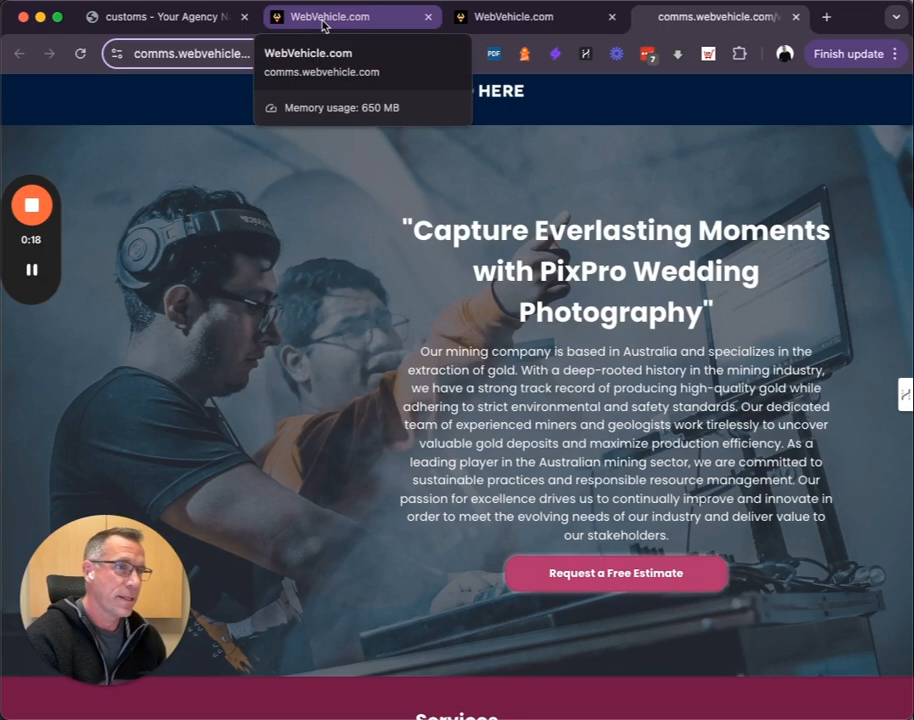 customs - Your Agency N
WebVehicle.com
WebVehicle.com
comms.webvehicle.com/
comms.webvehicle...
PDF
7
Finish update
WebVehicle.com
comms.webvehicle.com
Memory usage: 650 MB
HERE
0:18
"Capture Everlasting Moments
with PixPro Wedding
Photography"
Our mining company is based in Australia and specializes in the
extraction of gold. With a deep-rooted history in the mining industry,
we have a strong track record of producing high-quality gold while
adhering to strict environmental and safety standards. Our dedicated
team of experienced miners and geologists work tirelessly to uncover
valuable gold deposits and maximize production efficiency. As a
leading player in the Australian mining sector, we are committed to
sustainable practices and responsible resource management. Our
passion for excellence drives us to continually improve and innovate in
order to meet the evolving needs of our industry and deliver value to
our stakeholders.
Request a Free Estimate
Services